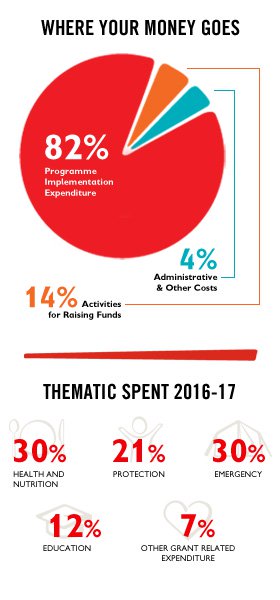 WHERE YOUR MONEY GOES
82%
Programme
Implementation
Expenditure
4%
Administrative
& Other Costs
14% Activities
for Raising Funds
THEMATIC SPENT 2016-17
30%
HEALTH AND
NUTRITION
21%
PROTECTION
30%
EMERGENCY
12%
EDUCATION
7%
OTHER GRANT RELATED
EXPENDITURE